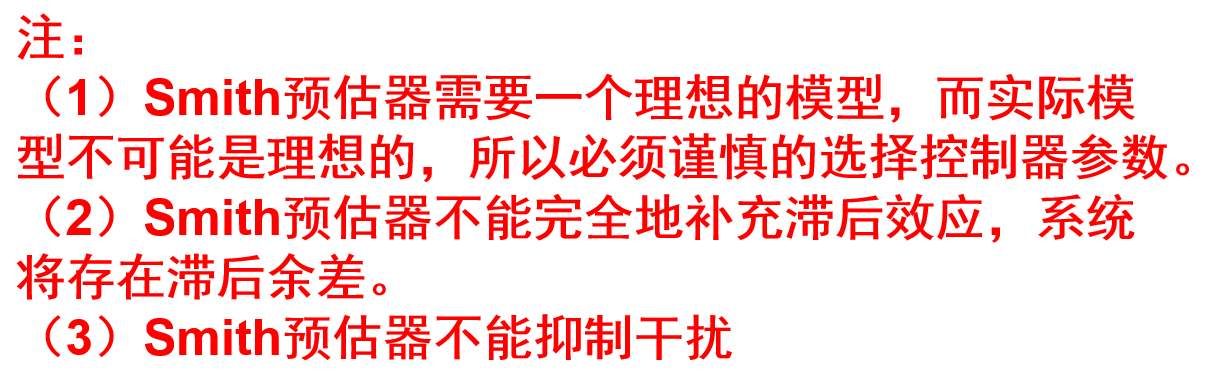 注：
（1）Smith预估器需要一个理想的模型，而实际模
型不可能是理想的，所以必须谨慎的选择控制器参数。
（2）Smith预估器不能完全地补充滞后效应，系统
将存在滞后余差。
（3）Smith预估器不能抑制干扰